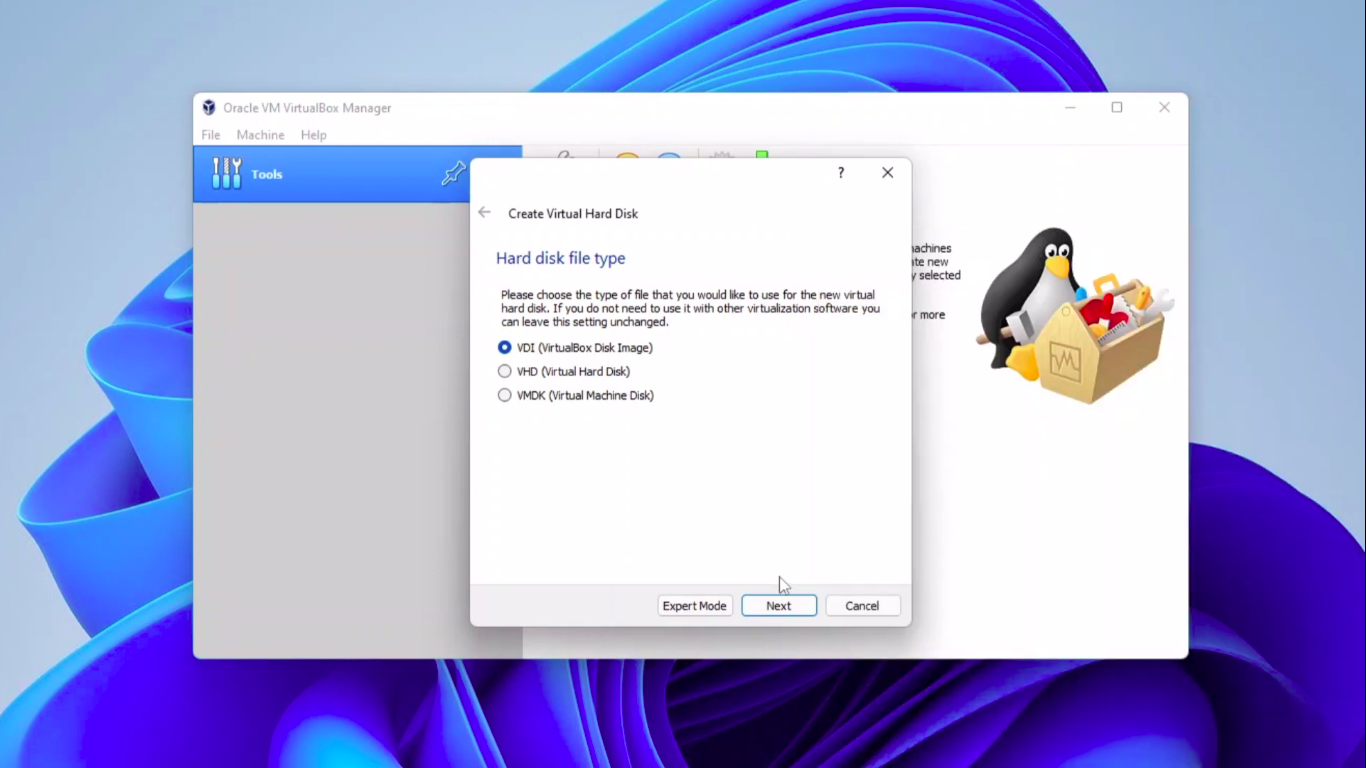 Oracle VM VirtualBox Manager
File Machine Help
Tools
?
Create Virtual Hard Disk
Hard disk file type
Please choose the type of file that you would like to use for the new virtual
hard disk. If you do not need to use it with other virtualization software you
can leave this setting unchanged.
VDI (VirtualBox Disk Image)
VHD (Virtual Hard Disk)
VMDK (Virtual Machine Disk)
Expert Mode Next Cancel
new
selected
more